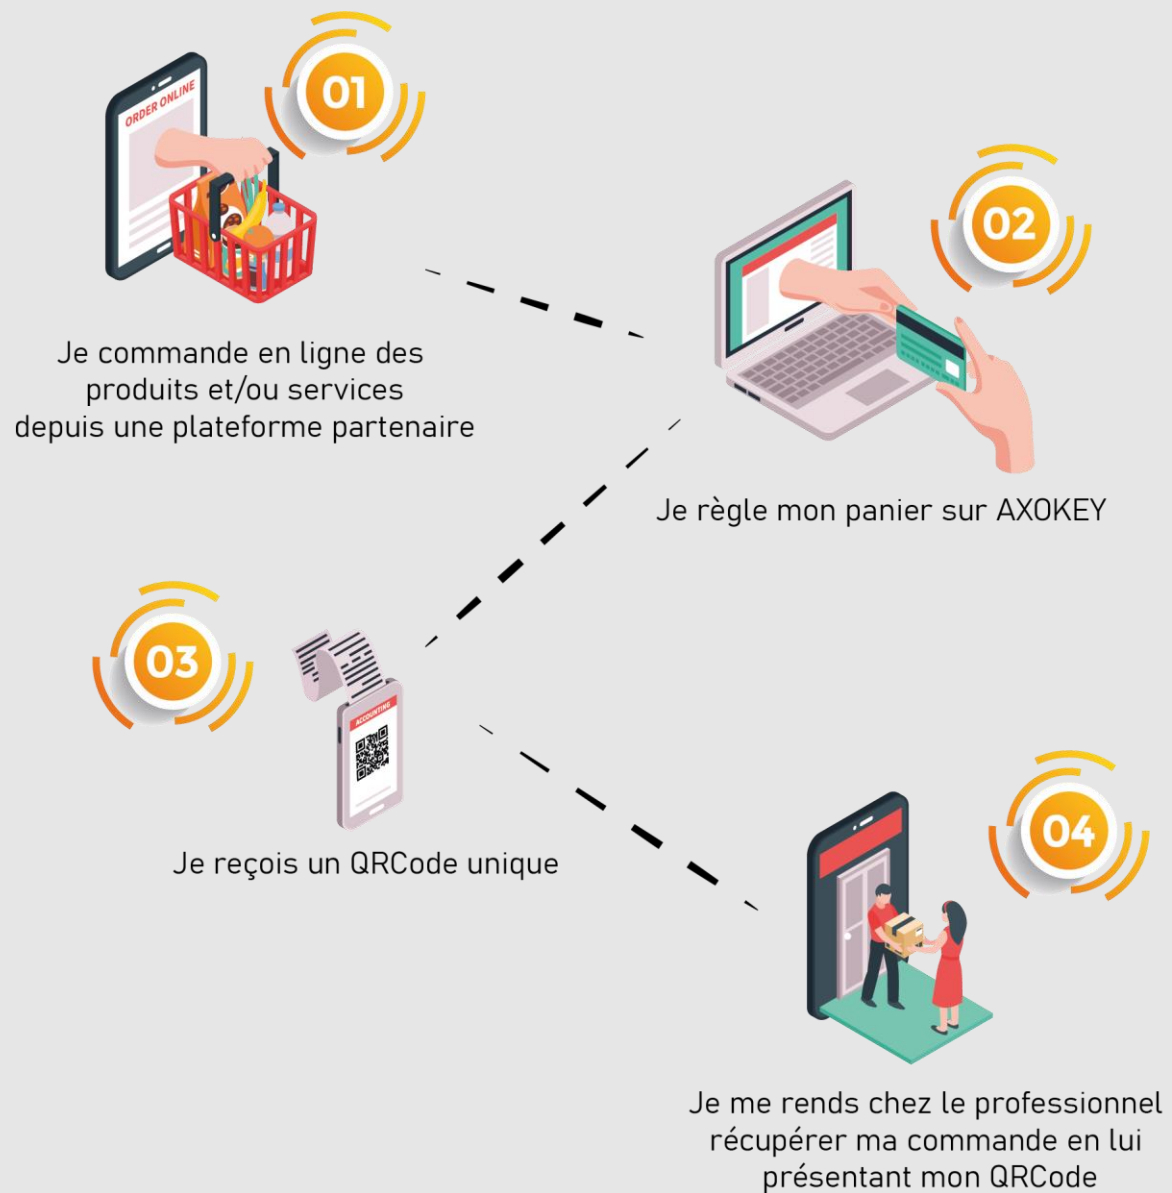 01
ORDER ONLINE
Je commande en ligne des
produits et/ou services
depuis une plateforme partenaire
02
Je règle mon panier sur AXOKEY
03
ACCOUNTING
Je reçois un QRCode unique
04
Je me rends chez le professionnel
récupérer ma commande en lui
présentant mon QRCode